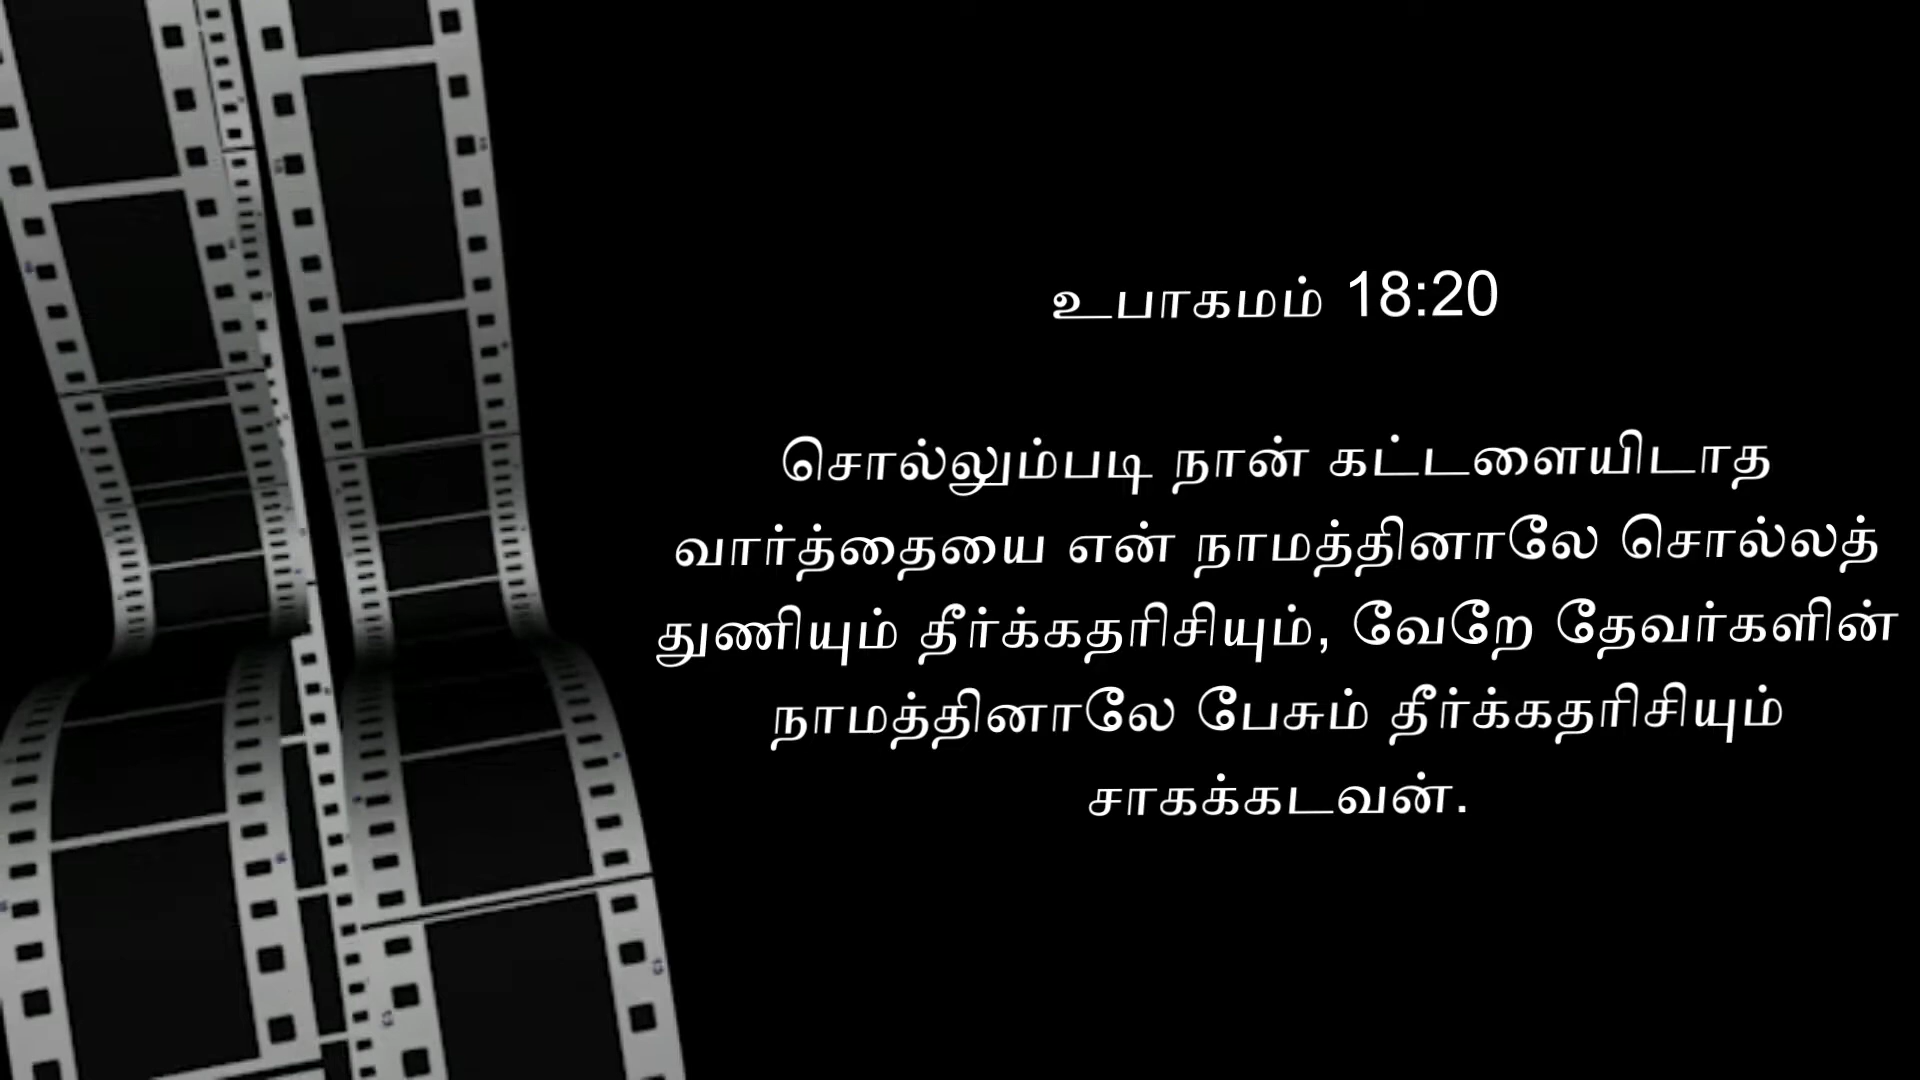 உபாகமம் 18:20
சொல்லும்படி நான் கட்டளையிடாத
வார்த்தையை என் நாமத்தினாலே சொல்லத்
துணியும் தீர்க்கதரிசியும், வேறே தேவர்களின்
நாமத்தினாலே பேசும் தீர்க்கதரிசியும்
சாகக்கடவன்.